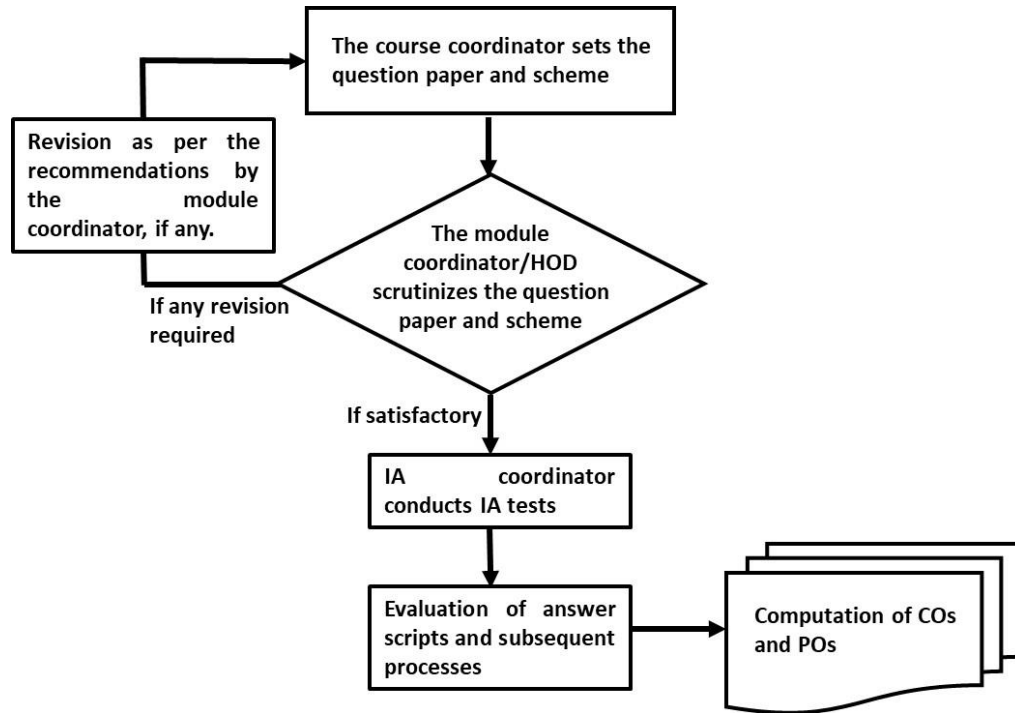 The course coordinator sets the
question paper and scheme
Revision as per the
recommendations by
the module
coordinator, if any.
The module
coordinator/HOD
scrutinizes the question
paper and scheme
If any revision
required
If satisfactory
IA coordinator
conducts IA tests
Evaluation of answer
scripts and subsequent
processes
Computation of COs
and POs